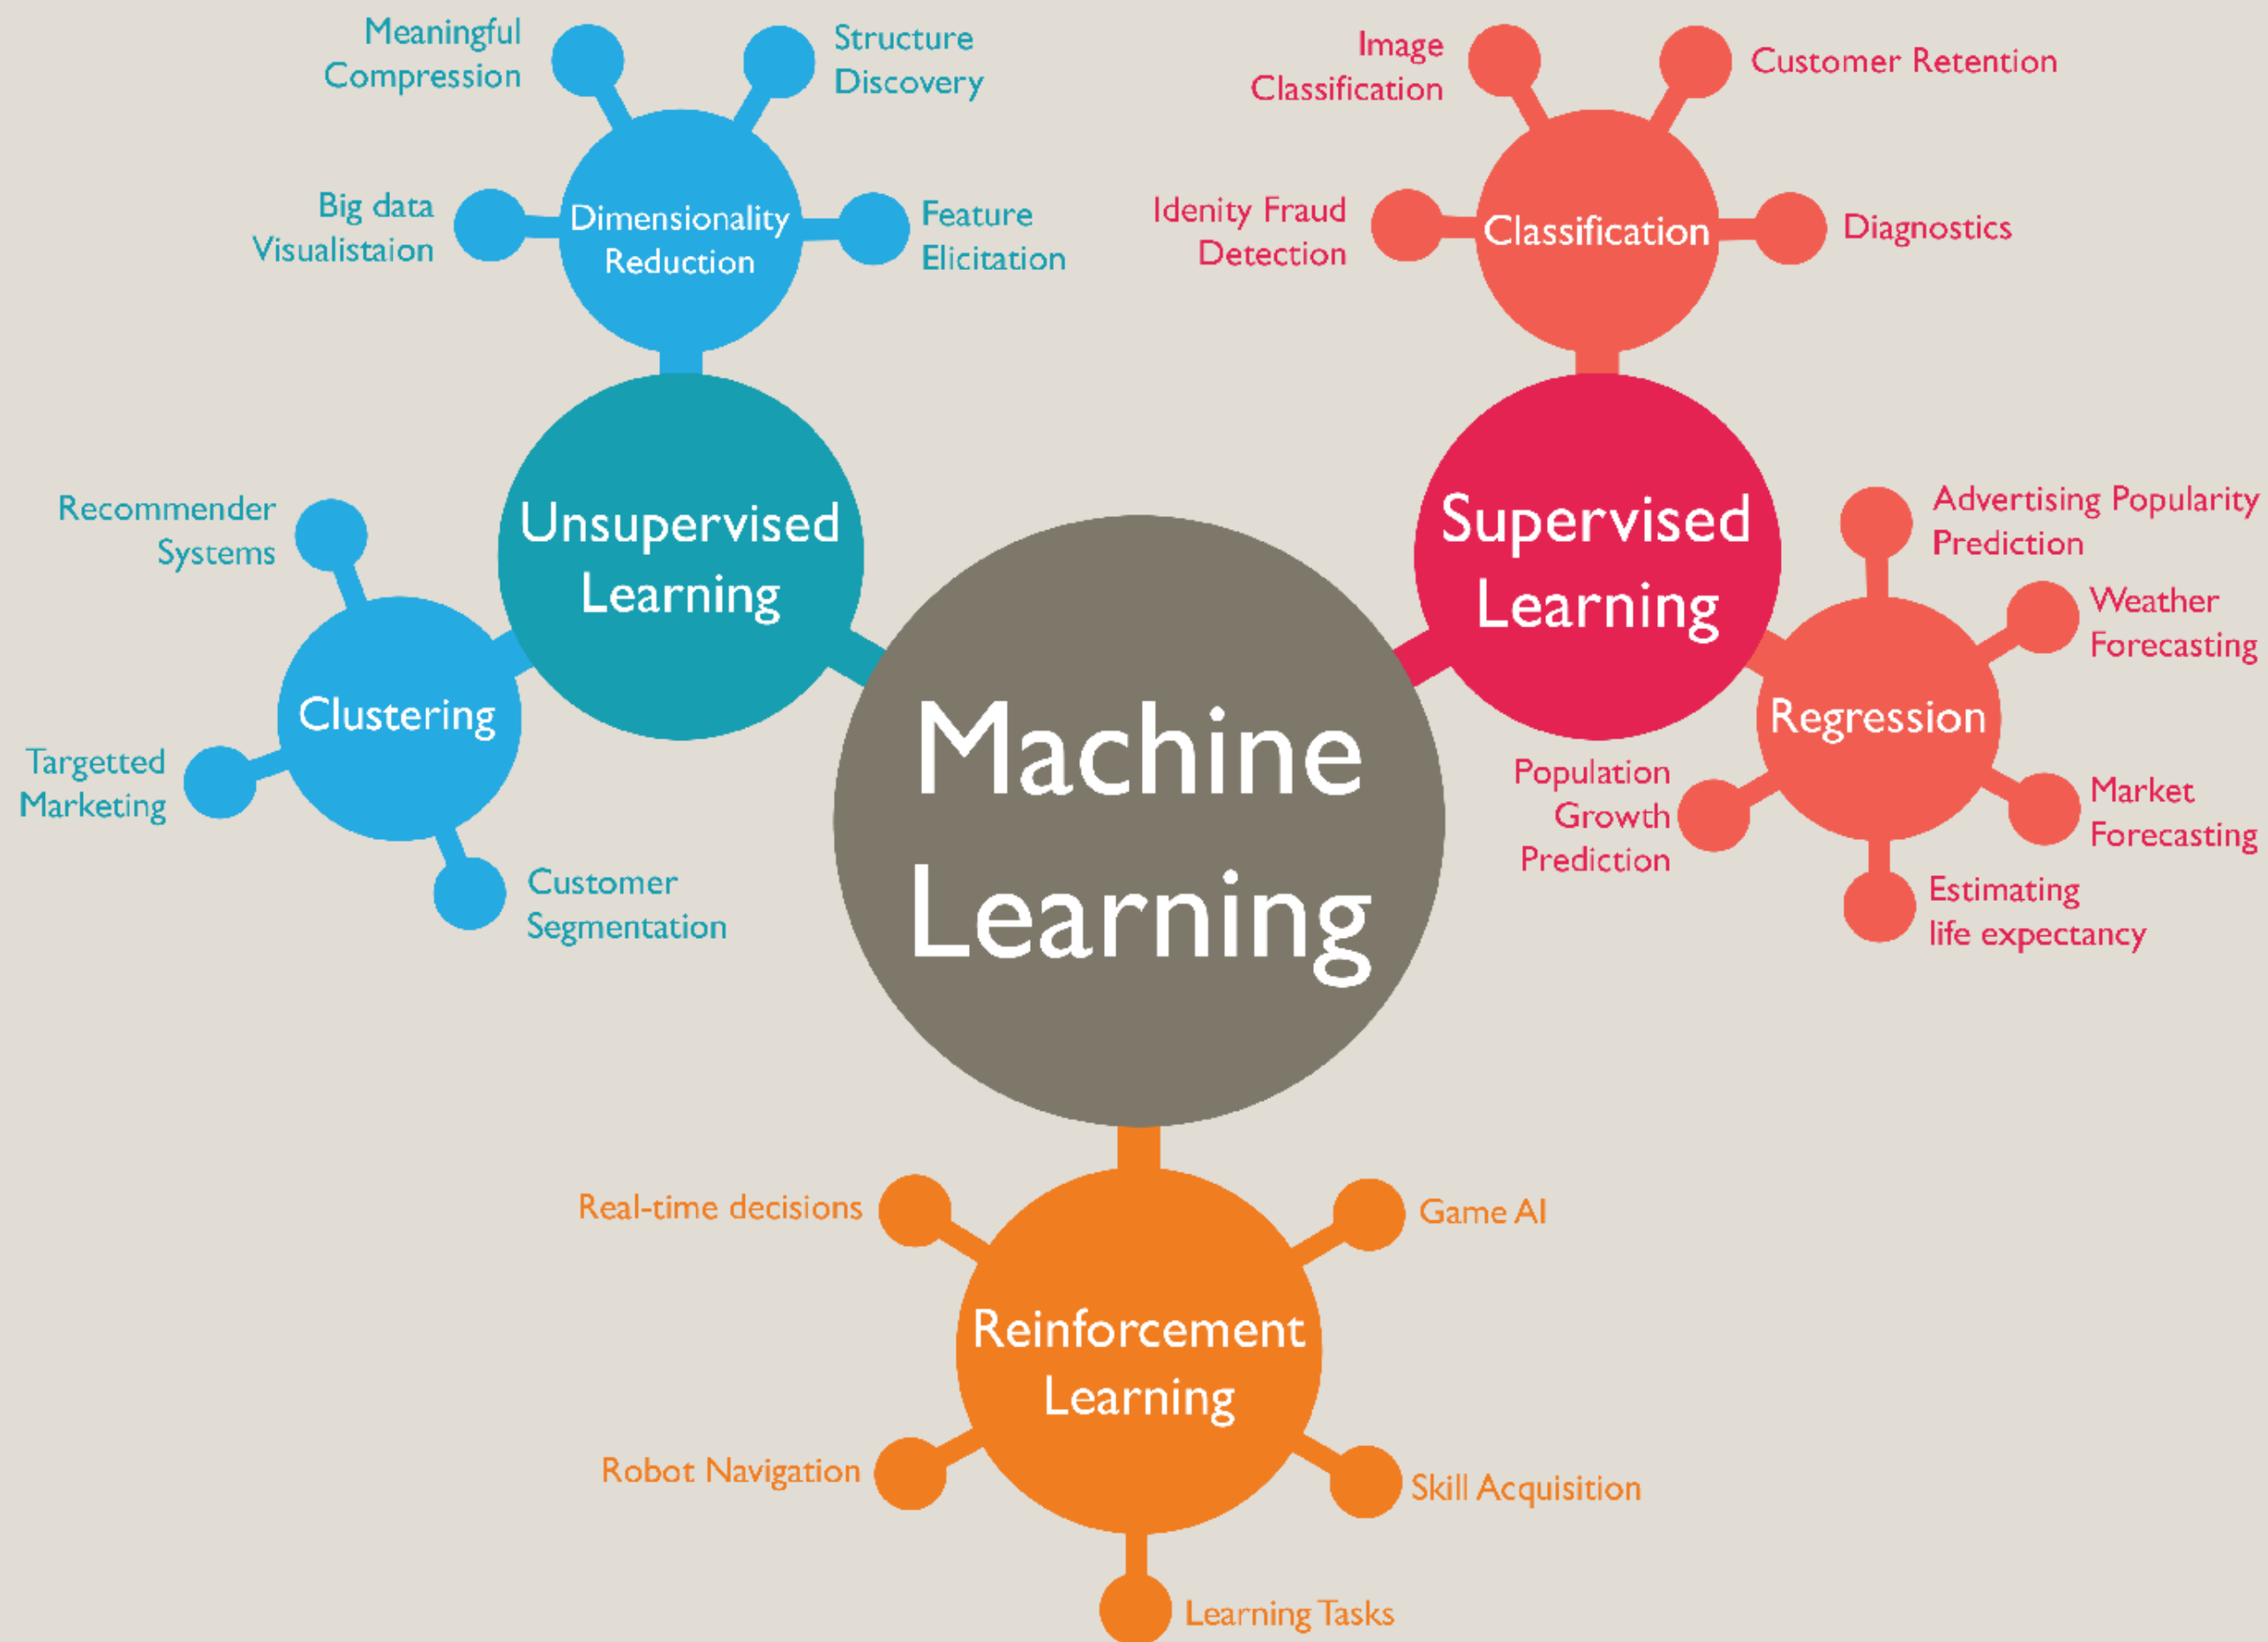 Meaningful
Compression
Structure
Discovery
Big data
Visualistaion
Dimensionality
Reduction
Feature
Elicitation
Image
Classification
Customer Retention
Idenity Fraud
Detection
Classification
Diagnostics
Recommender
Systems
Unsupervised
Learning
Clustering
Targetted
Marketing
Customer
Segmentation
Machine
Learning
Supervised
Learning
Advertising Popularity
Prediction
Weather
Forecasting
Regression
Population
Growth
Prediction
Market
Forecasting
Estimating
life expectancy
Real-time decisions
Game AI
Reinforcement
Learning
Robot Navigation
Skill Acquisition
Learning Tasks